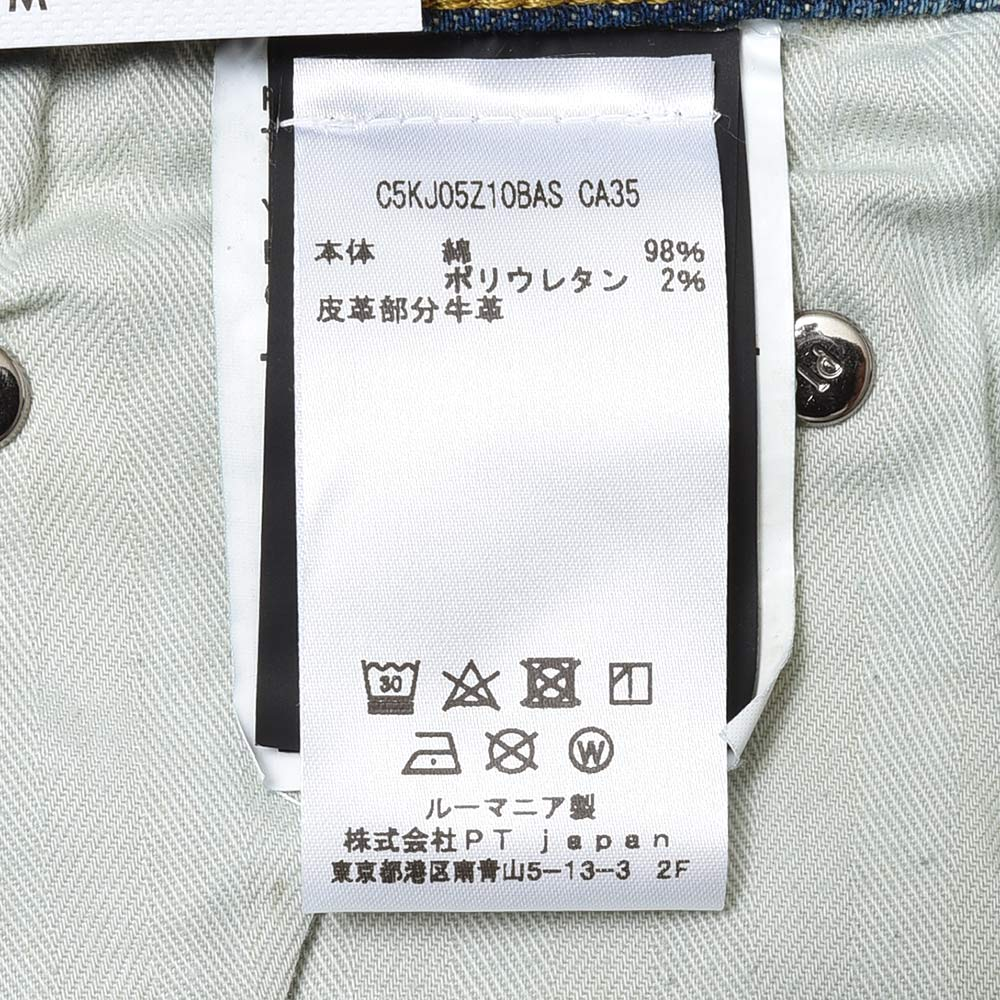 M
C5KJ05Z10BAS CA35
本体 綿 98%
ポリウレタン 2%
皮革部分牛革
30
W
ルーマニア製
株式会社PT japan
東京都港区南青山5-13-3 2F